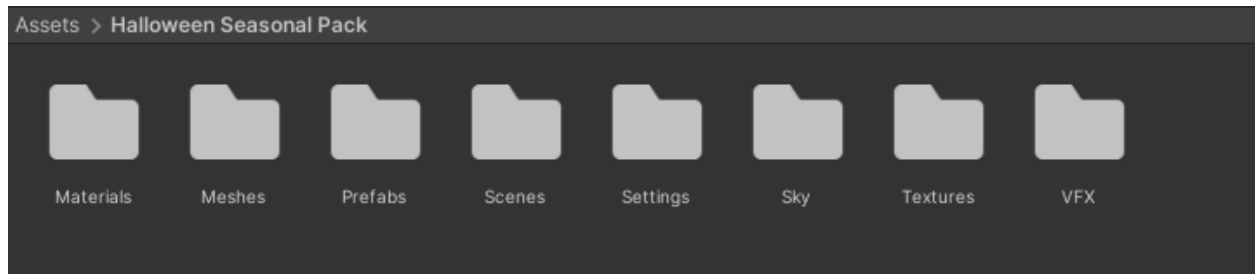 Assets > Halloween Seasonal Pack
Materials Meshes Prefabs Scenes Settings Sky Textures VFX